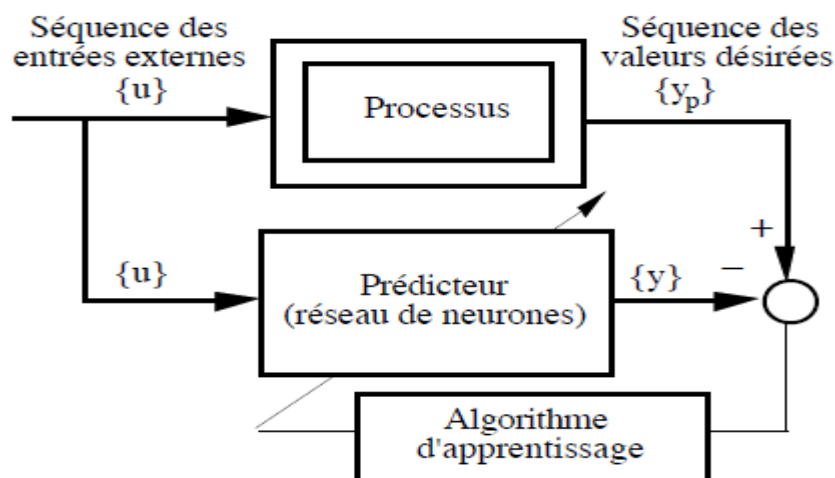 Séquence des
entrées externes
{u}
Processus
Séquence des
valeurs désirées
{yp}
+
{u}
Prédicteur
(réseau de neurones)
{y}
−
Algorithme
d'apprentissage